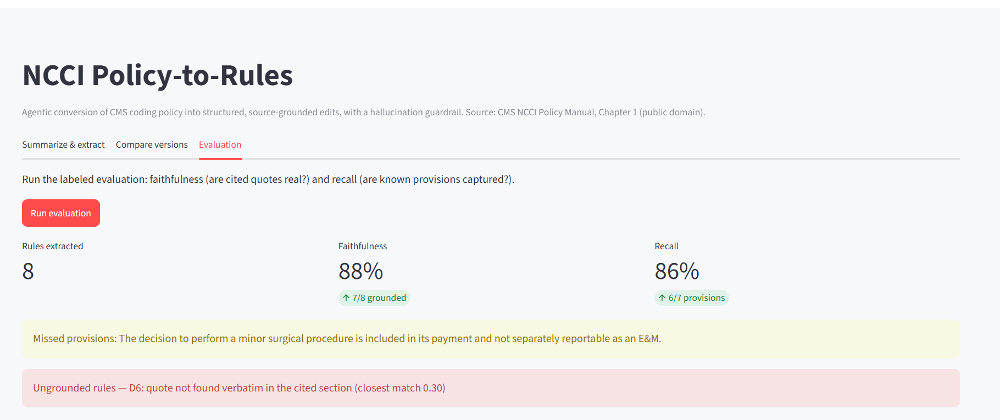 NCCI Policy-to-Rules
Agentic conversion of CMS coding policy into structured, source-grounded edits, with a hallucination guardrail. Source: CMS NCCI Policy Manual, Chapter 1 (public domain).
Summarize & extract Compare versions Evaluation
Run the labeled evaluation: faithfulness (are cited quotes real?) and recall (are known provisions captured?).
Run evaluation
Rules extracted Faithfulness Recall
8 88% 86%
↑ 7/8 grounded ↑ 6/7 provisions
Missed provisions: The decision to perform a minor surgical procedure is included in its payment and not separately reportable as an E&M.
Ungrounded rules — D6: quote not found verbatim in the cited section (closest match 0.30)